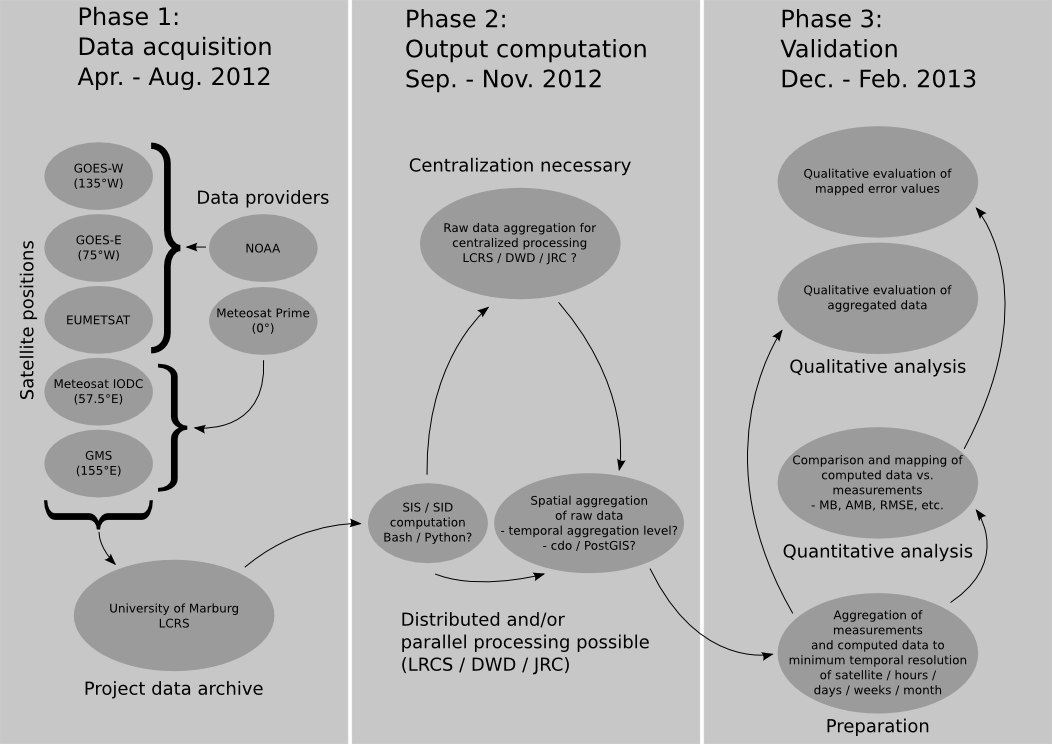 Phase 1:
Data acquisition
Apr. - Aug. 2012
Satellite positions
GOES-W
(135°W)
GOES-E
(75°W)
EUMETSAT
Meteosat IODC
(57.5°E)
GMS
(155°E)
Data providers
NOAA
Meteosat Prime
(0°)
University of Marburg
LCRS
Project data archive
Phase 2:
Output computation
Sep. - Nov. 2012
Centralization necessary
Raw data aggregation for
centralized processing
LCRS / DWD / JRC ?
SIS / SID
computation
Bash / Python?
Spatial aggregation
of raw data
- temporal aggregation level?
- cdo / PostGIS?
Distributed and/or
parallel processing possible
(LRCS / DWD / JRC)
Phase 3:
Validation
Dec. - Feb. 2013
Qualitative evaluation of
mapped error values
Qualitative evaluation of
aggregated data
Qualitative analysis
Comparison and mapping of
computed data vs.
measurements
- MB, AMB, RMSE, etc.
Quantitative analysis
Aggregation of
measurements
and computed data to
minimum temporal resolution
of satellite / hours /
days / weeks / month
Preparation